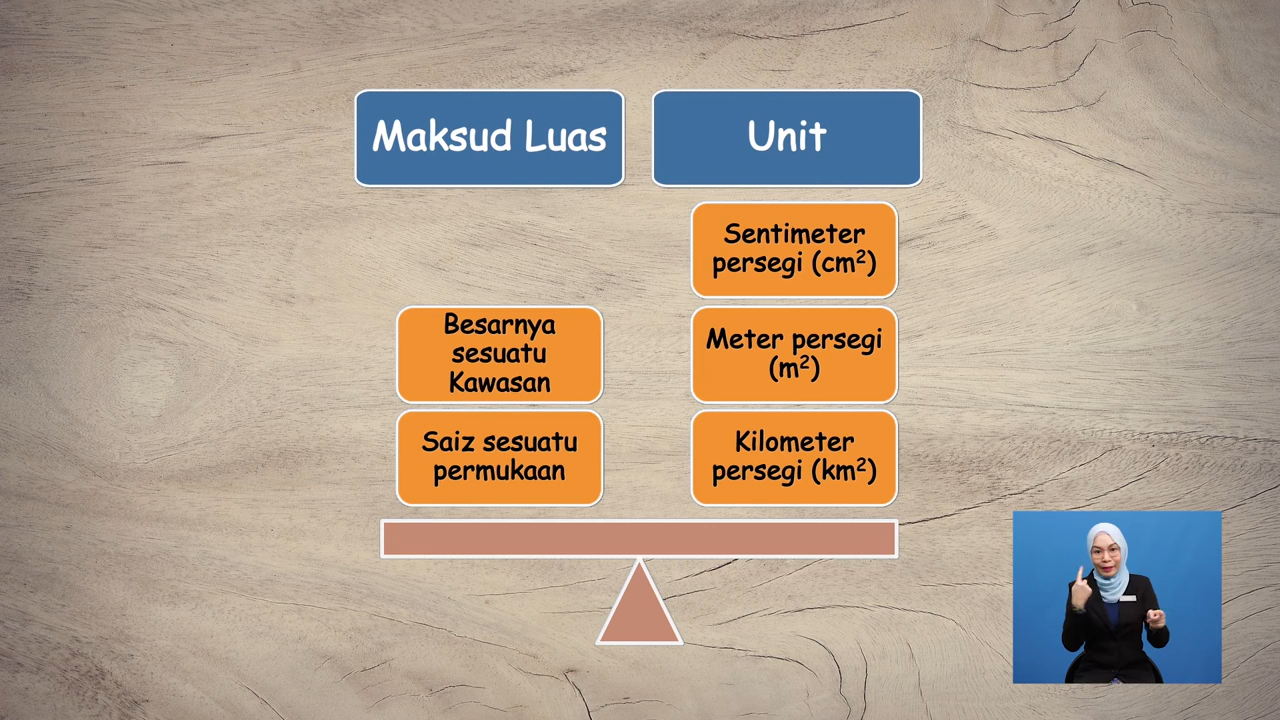 Maksud Luas
Unit
Besarnya
sesuatu
Kawasan
Saiz sesuatu
permukaan
Sentimeter
persegi (cm²)
Meter persegi
(m²)
Kilometer
persegi (km²)